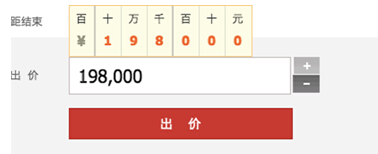 距结束
百 十 万 千 百 十 元
¥ 1 9 8 0 0 0
出 价
198,000
+
−
出 价